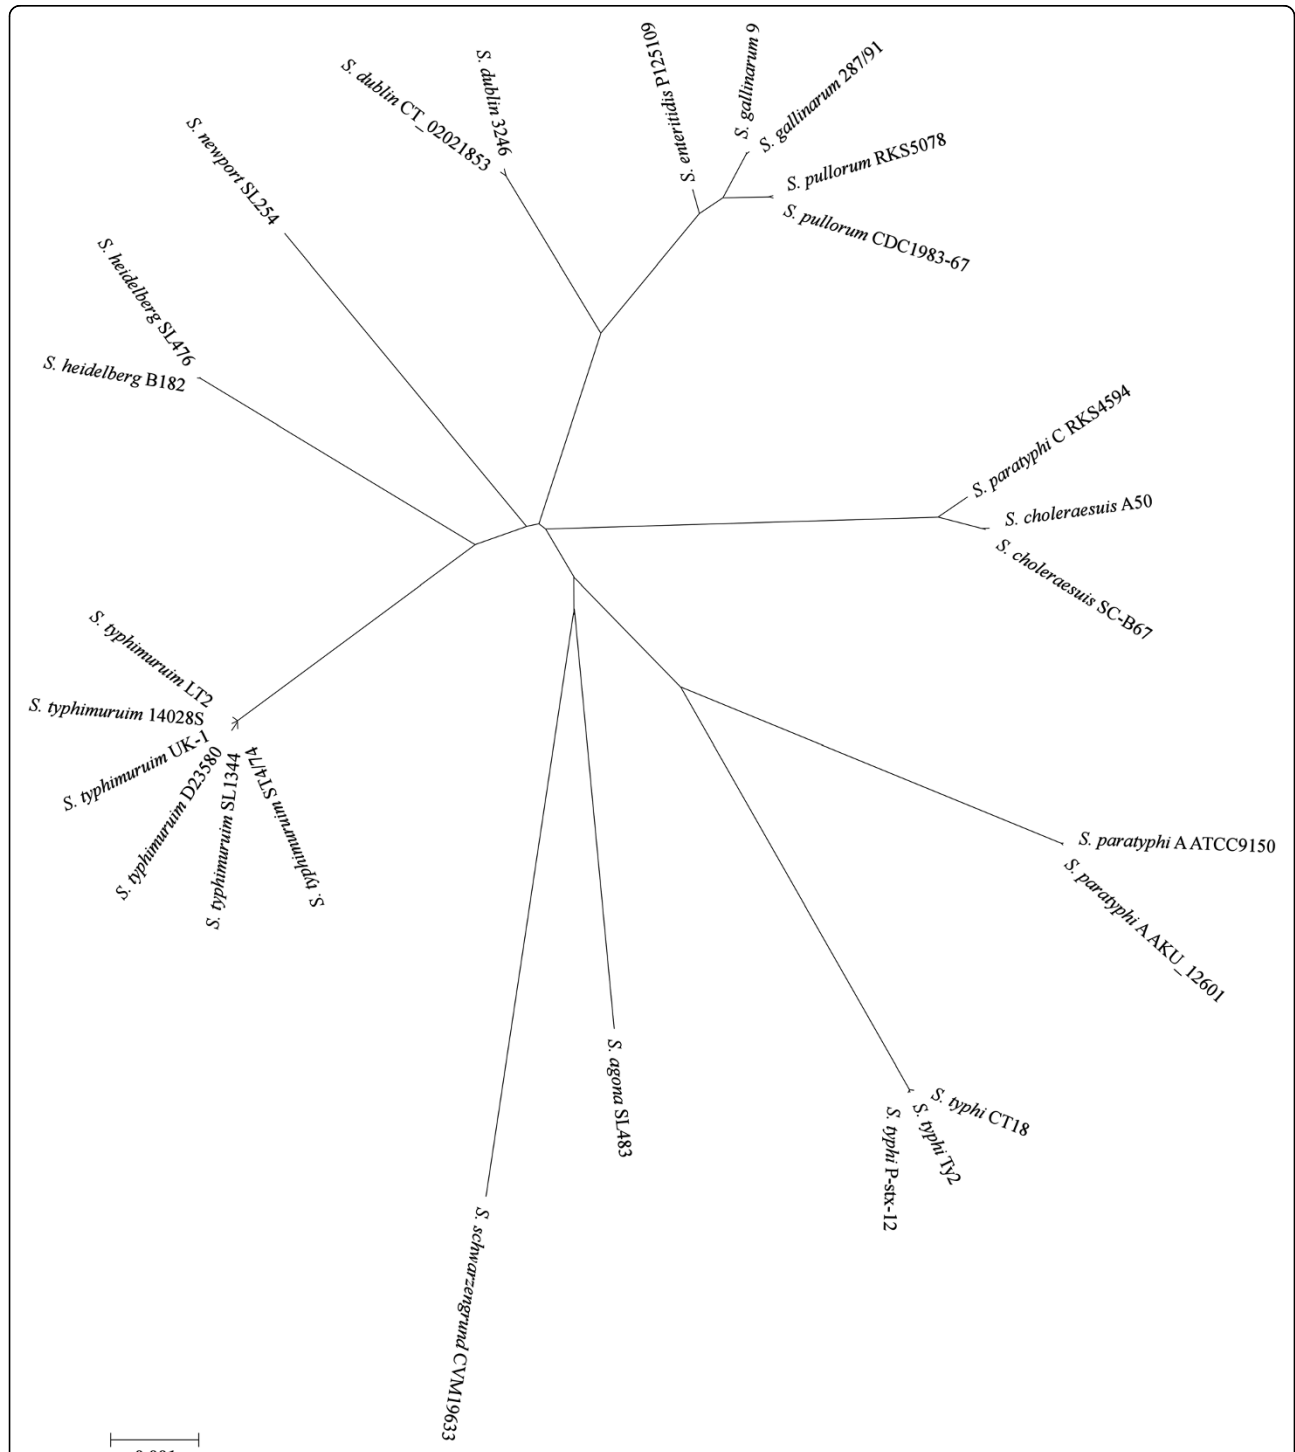 S. dublin CT_02021853
S. dublin 3246
S. enteritidis P125109
S. gallinarum 9
S. gallinarum 287/91
S. pullorum RKS5078
S. pullorum CDC1983-67
S. newport SL254
S. heidelberg SL476
S. heidelberg B182
S. paratyphi C RKS4594
S. choleraesuis A50
S. choleraesuis SC-B67
S. typhimuruim LT2
S. typhimuruim 14028S
S. typhimuruim UK-1
S. typhimuruim D23580
S. typhimuruim SL1344
S. typhimuruim ST4/74
S. paratyphi A ATCC9150
S. paratyphi A AKU_12601
S. agona SL483
S. typhi CT18
S. typhi Ty2
S. typhi P-stx-12
S. schwarzengrund CVM19633